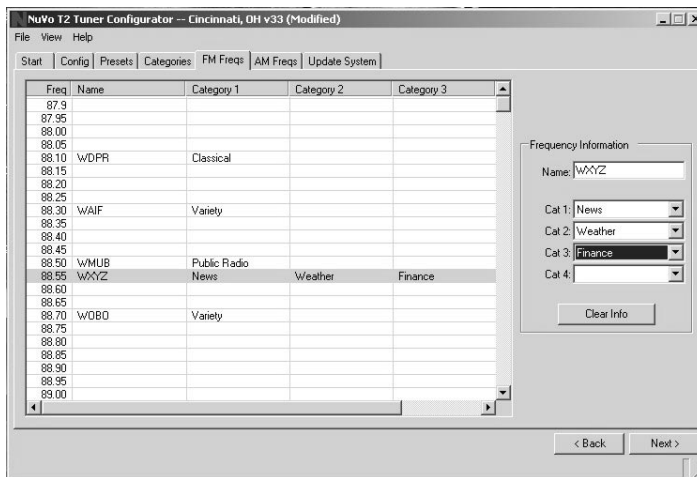 NuVo T2 Tuner Configurator -- Cincinnati, OH v33 (Modified)
File View Help
Start Config Presets Categories FM Freqs AM Freqs Update System
Freq Name Category 1 Category 2 Category 3
87.9
87.95
88.00
88.05
88.10 WDPR Classical
88.15
88.20
88.25
88.30 WAIF Variety
88.35
88.40
88.45
88.50 WMUB Public Radio
88.55 WXYZ News Weather Finance
88.60
88.65
88.70 WOBO Variety
88.75
88.80
88.85
88.90
88.95
89.00
Frequency Information
Name: WXYZ
Cat 1: News
Cat 2: Weather
Cat 3: Finance
Cat 4:
Clear Info
< Back Next >